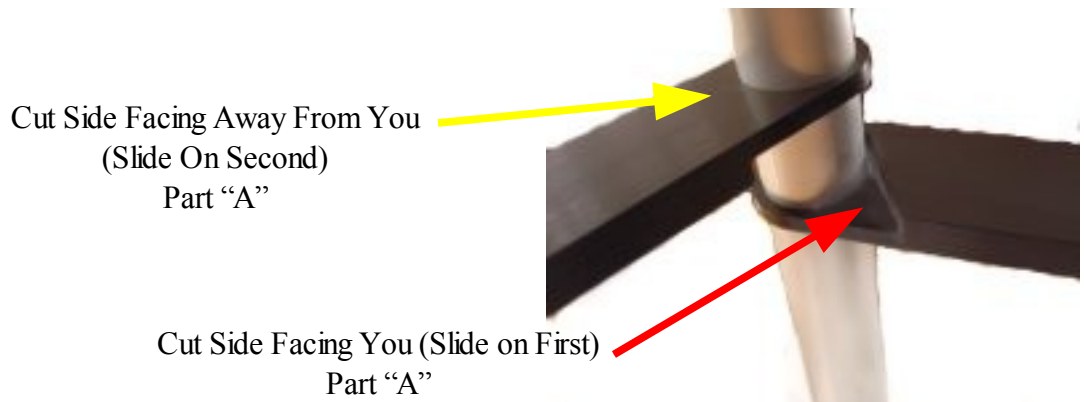 Cut Side Facing Away From You
(Slide On Second)
Part “A”
Cut Side Facing You (Slide on First)
Part “A”